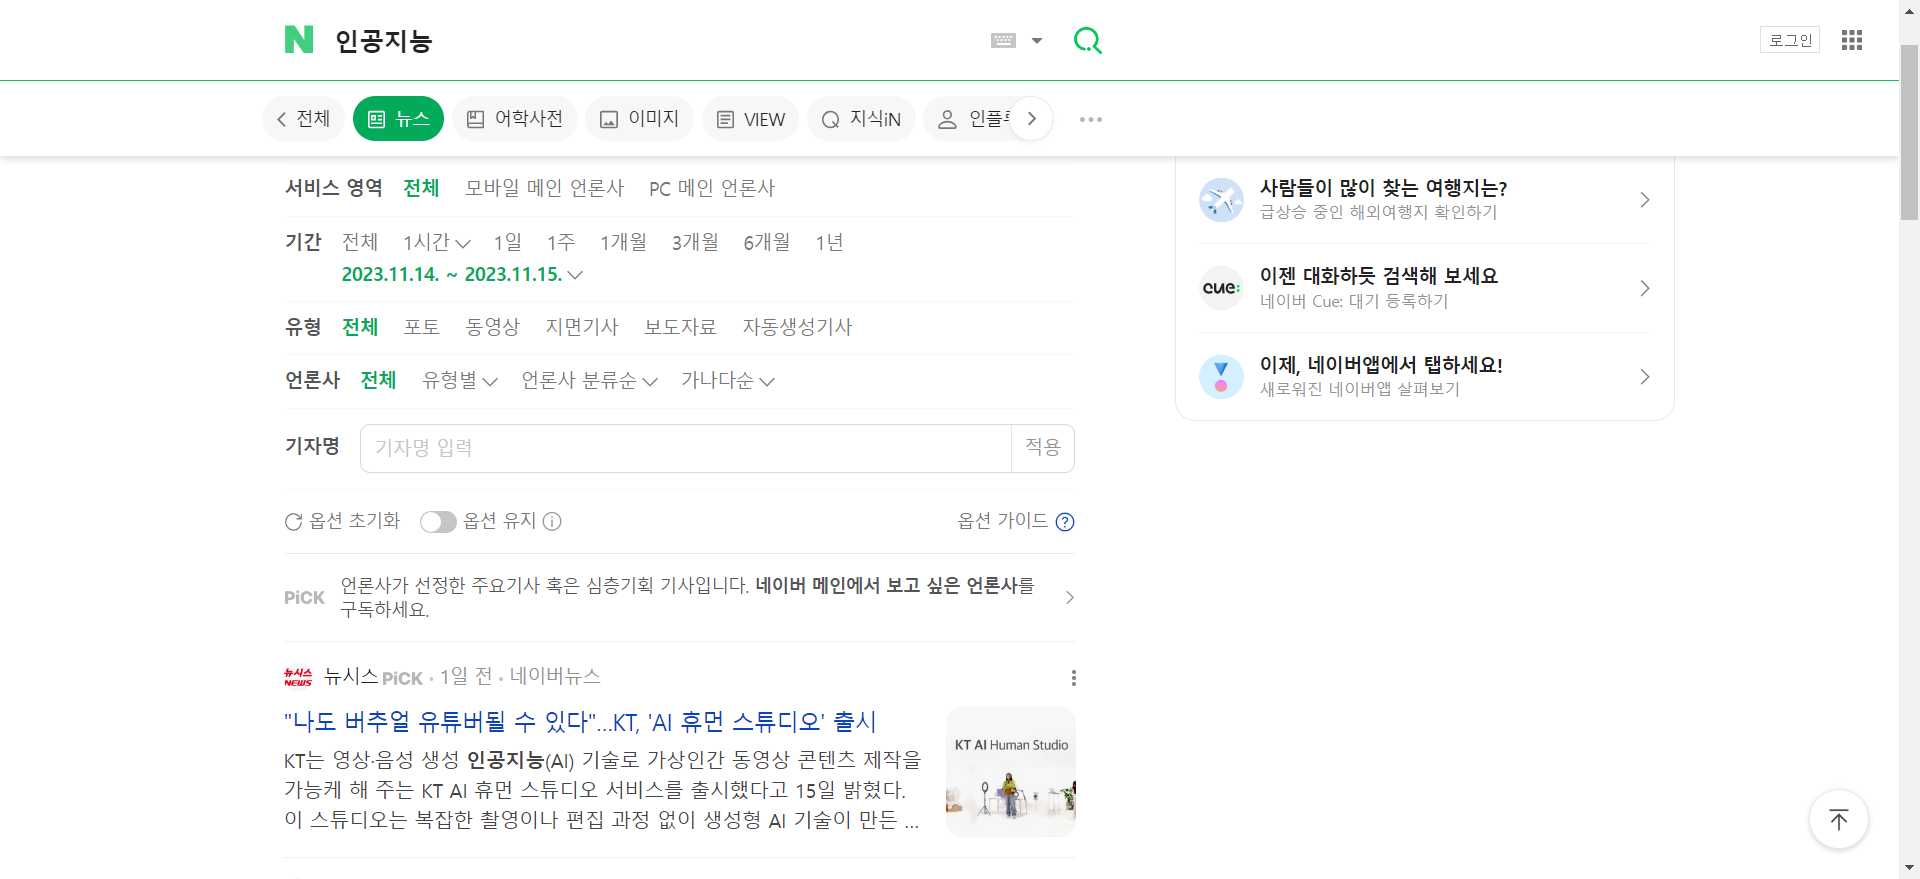 N 인공지능
로그인
전체 뉴스 어학사전 이미지 VIEW 지식iN
서비스 영역 전체 모바일 메인 언론사 PC 메인 언론사
기간 전체 1시간 1일 1주 1개월 3개월 6개월 1년
2023.11.14. ~ 2023.11.15.
유형 전체 포토 동영상 지면기사 보도자료 자동생성기사
언론사 전체 유형별 언론사 분류순 가나다순
기자명 기자명 입력 적용
옵션 초기화 옵션 유지 옵션 가이드
PiCK 언론사가 선정한 주요기사 혹은 심층기획 기사입니다. 네이버 메인에서 보고 싶은 언론사를
구독하세요.
뉴시스 NEWS 뉴시스 PiCK · 1일 전 · 네이버뉴스
"나도 버추얼 유튜버될 수 있다"...KT, 'AI 휴먼 스튜디오' 출시
KT는 영상·음성 생성 인공지능(AI) 기술로 가상인간 동영상 콘텐츠 제작을
가능케 해 주는 KT AI 휴먼 스튜디오 서비스를 출시했다고 15일 밝혔다.
이 스튜디오는 복잡한 촬영이나 편집 과정 없이 생성형 AI 기술이 만든 ...
KT AI Human Studio
사람들이 많이 찾는 여행지는?
급상승 중인 해외여행지 확인하기
cue:
이젠 대화하듯 검색해 보세요
네이버 Cue: 대기 등록하기
이제, 네이버앱에서 탭하세요!
새로워진 네이버앱 살펴보기